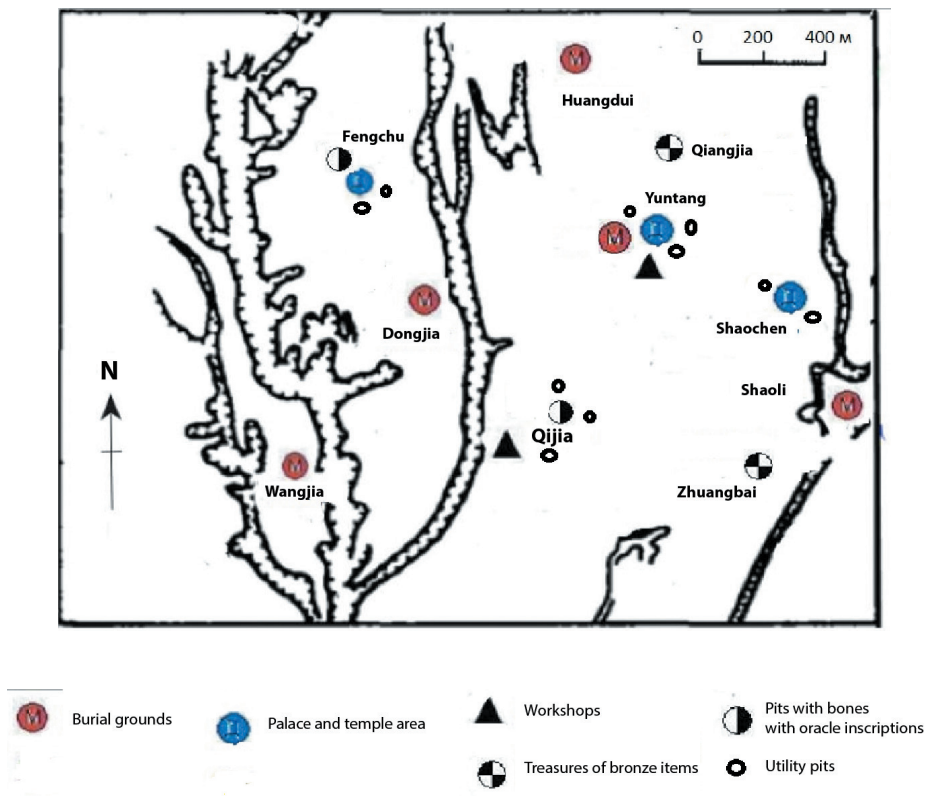 0 200 400 м
М
Huangdui
Fengchu
Qiangjia
Yuntang
М
Shaochen
М
Dongjia
Shaoli
М
N
Qijia
М
Wangjia
Zhuangbai
М
Burial grounds
Palace and temple area
Workshops
Treasures of bronze items
Pits with bones
with oracle inscriptions
Utility pits